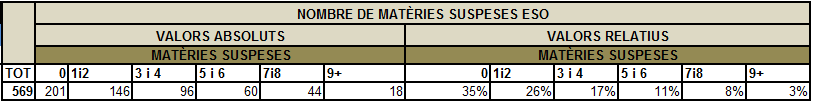 NOMBRE DE MATÈRIES SUSPESES ESO
VALORS ABSOLUTS VALORS RELATIUS
MATÈRIES SUSPESES MATÈRIES SUSPESES
TOT 0 1i2 3 i 4 5 i 6 7i8 9+ 0 1i2 3 i 4 5 i 6 7i8 9+
569 201 146 96 60 44 18 35% 26% 17% 11% 8% 3%